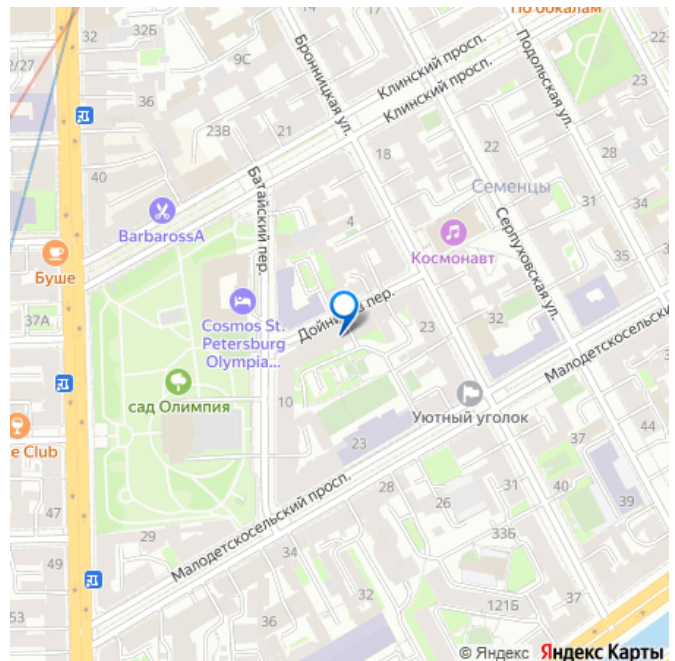 По бокалам
32
32Б
9С
2/27
36
23В
21
Бронницкая ул.
Клинский просп.
Клинский просп.
Подольская ул.
22
23
28
18
22
Семенцы
34
35
31
40
BarbarossA
Батайский пер.
4
Космонавт
Серпуховская ул.
Буше
37А
Cosmos St.
Petersburg
Olympia...
пер.
23
32
Малодетскосельский
сад Олимпия
10
Уютный уголок
e Club
23
37
44
47
Малодетскосельский просп.
28
26
31
40
39
29
34
33Б
49
53
36
121Б
37
© Яндекс Яндекс Карты